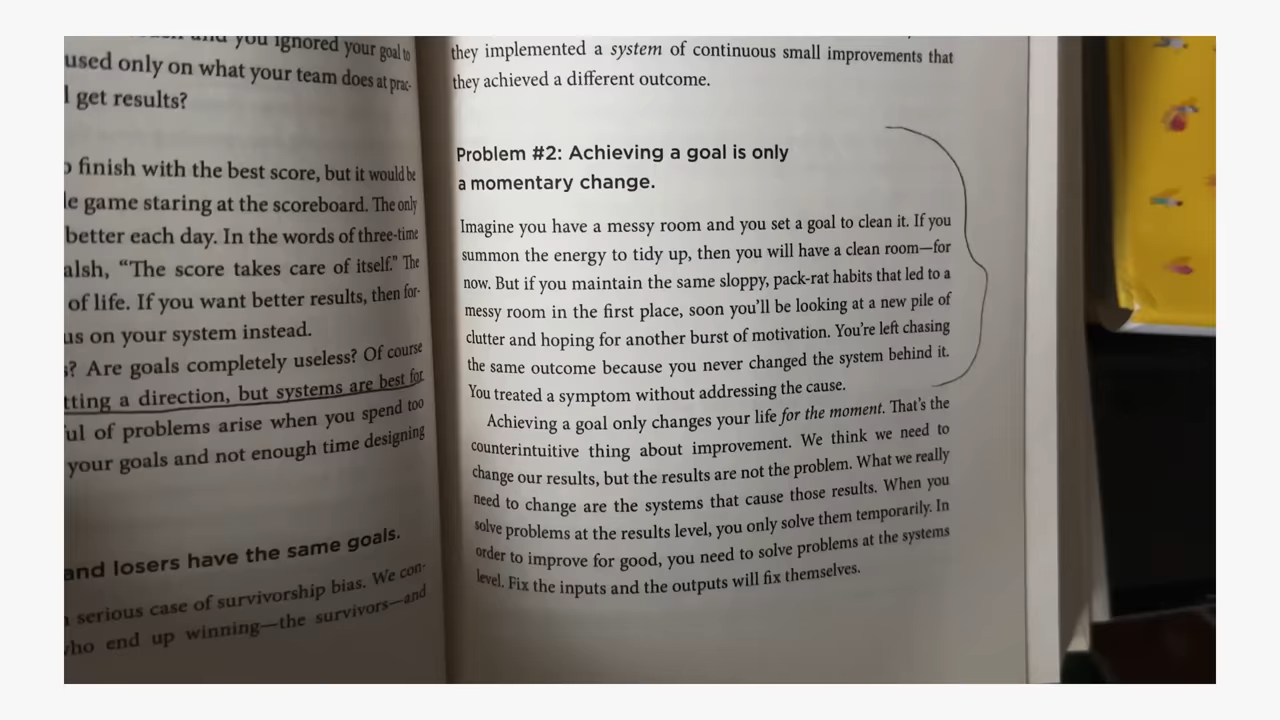 and you ignored your goal to
used only on what your team does at prac-
get results?
finish with the best score, but it would be
game staring at the scoreboard. The only
better each day. In the words of three-time
alsh, “The score takes care of itself.” The
of life. If you want better results, then for-
us on your system instead.
? Are goals completely useless? Of course
tting a direction, but systems are best for
ul of problems arise when you spend too
your goals and not enough time designing
and losers have the same goals.
serious case of survivorship bias. We con-
who end up winning—the survivors—and
they implemented a system of continuous small improvements that
they achieved a different outcome.
Problem #2: Achieving a goal is only
a momentary change.
Imagine you have a messy room and you set a goal to clean it. If you
summon the energy to tidy up, then you will have a clean room—for
now. But if you maintain the same sloppy, pack-rat habits that led to a
messy room in the first place, soon you’ll be looking at a new pile of
clutter and hoping for another burst of motivation. You’re left chasing
the same outcome because you never changed the system behind it.
You treated a symptom without addressing the cause.
Achieving a goal only changes your life for the moment. That’s the
counterintuitive thing about improvement. We think we need to
change our results, but the results are not the problem. What we really
need to change are the systems that cause those results. When you
solve problems at the results level, you only solve them temporarily. In
order to improve for good, you need to solve problems at the systems
level. Fix the inputs and the outputs will fix themselves.